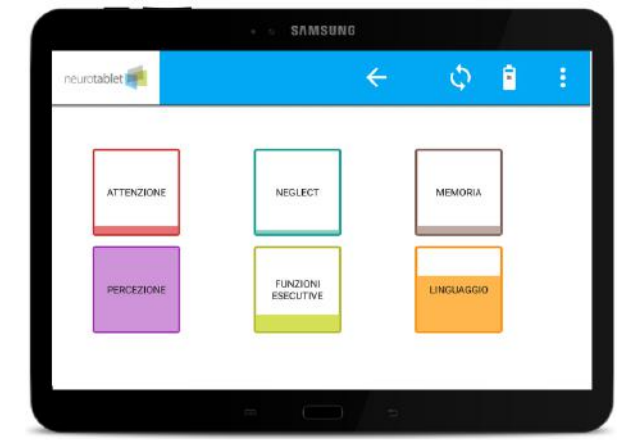 SAMSUNG
neurotablet
ATTENZIONE
NEGLECT
MEMORIA
PERCEZIONE
FUNZIONI
ESECUTIVE
LINGUAGGIO